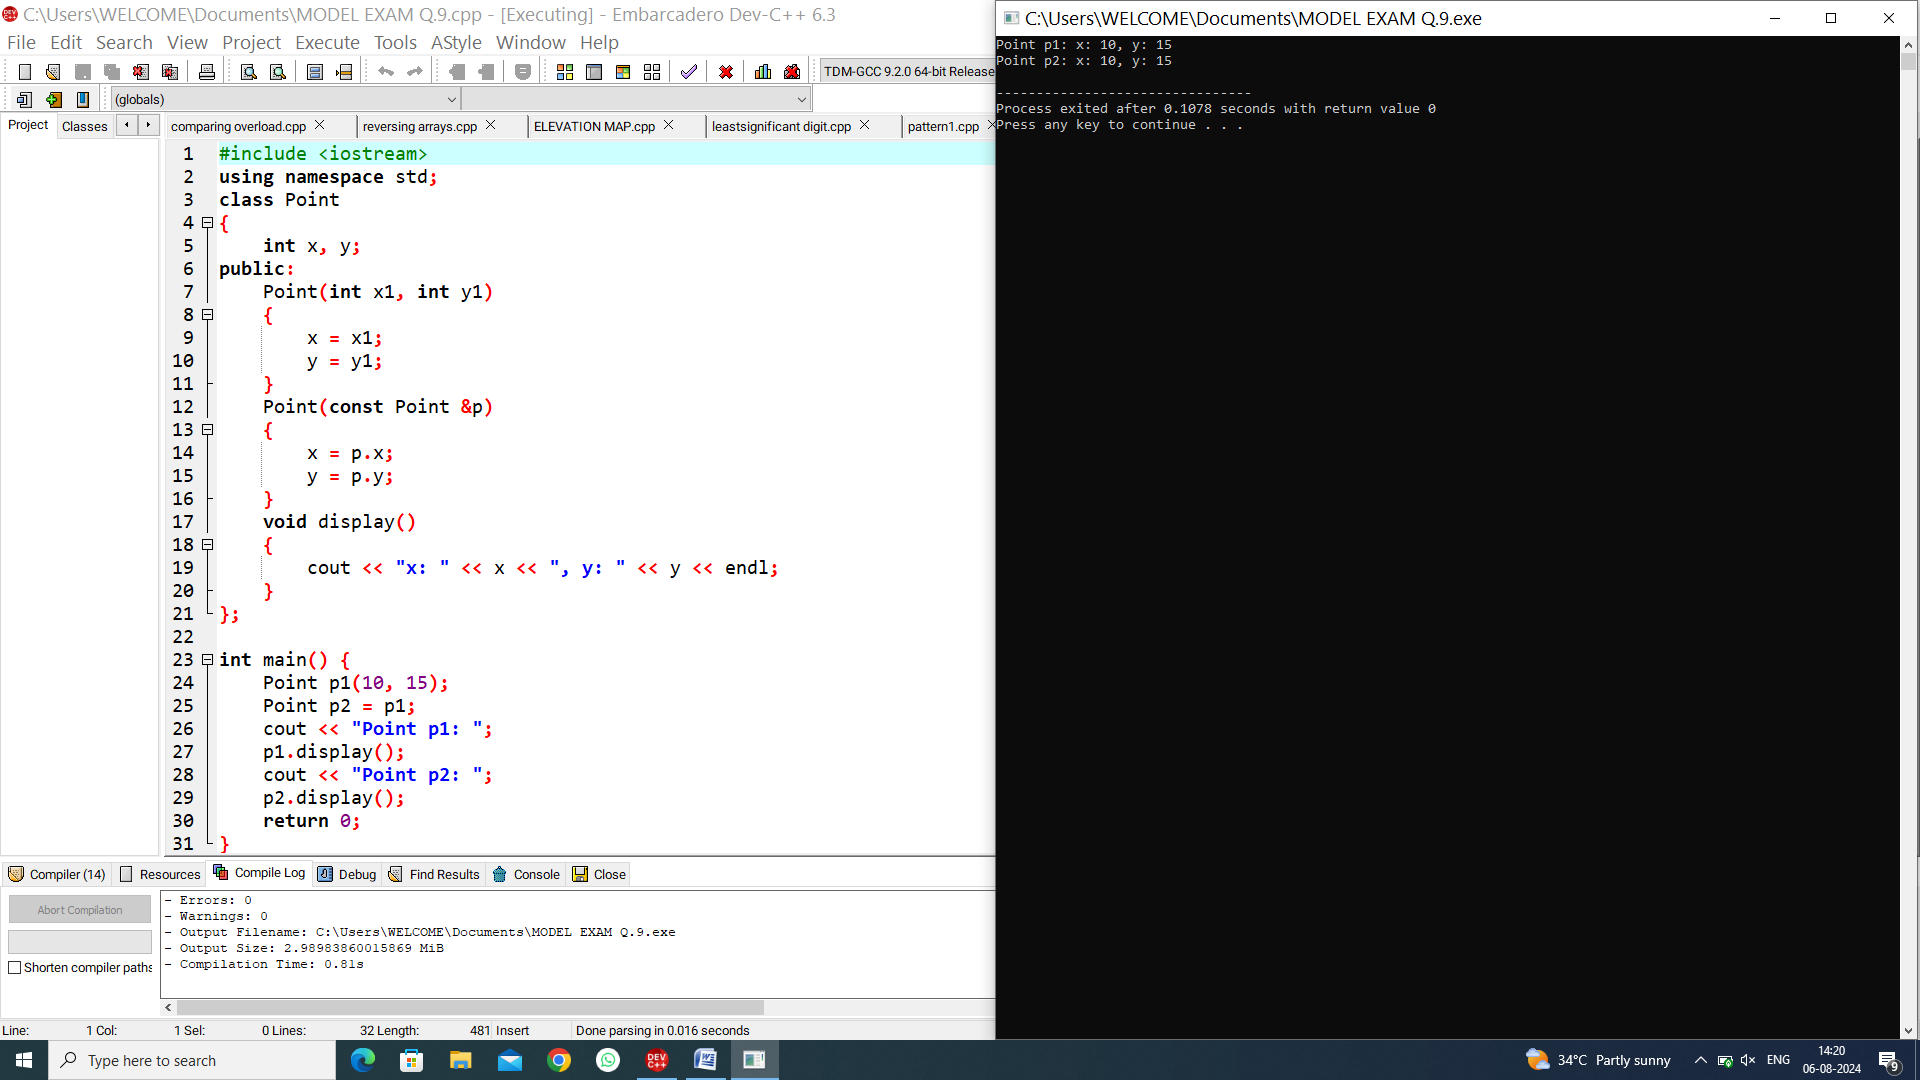 C:\Users\WELCOME\Documents\MODEL EXAM Q.9.cpp - [Executing] - Embarcadero Dev-C++ 6.3
File Edit Search View Project Execute Tools AStyle Window Help
TDM-GCC 9.2.0 64-bit Release
(globals)
Project Classes
comparing overload.cpp reversing arrays.cpp ELEVATION MAP.cpp leastsignificant digit.cpp pattern1.cpp
1 #include <iostream>
2 using namespace std;
3 class Point
4 {
5 int x, y;
6 public:
7 Point(int x1, int y1)
8 {
9 x = x1;
10 y = y1;
11 }
12 Point(const Point &p)
13 {
14 x = p.x;
15 y = p.y;
16 }
17 void display()
18 {
19 cout << "x: " << x << ", y: " << y << endl;
20 }
21 };
22
23 int main() {
24 Point p1(10, 15);
25 Point p2 = p1;
26 cout << "Point p1: ";
27 p1.display();
28 cout << "Point p2: ";
29 p2.display();
30 return 0;
31 }
Compiler (14) Resources Compile Log Debug Find Results Console Close
Abort Compilation
Shorten compiler paths
- Errors: 0
- Warnings: 0
- Output Filename: C:\Users\WELCOME\Documents\MODEL EXAM Q.9.exe
- Output Size: 2.98983860015869 MiB
- Compilation Time: 0.81s
Line: 1 Col: 1 Sel: 0 Lines: 32 Length: 481 Insert Done parsing in 0.016 seconds
C:\Users\WELCOME\Documents\MODEL EXAM Q.9.exe
Point p1: x: 10, y: 15
Point p2: x: 10, y: 15
--------------------------------
Process exited after 0.1078 seconds with return value 0
Press any key to continue . . .
Type here to search
DEV C++
34°C Partly sunny
ENG
14:20
06-08-2024
9